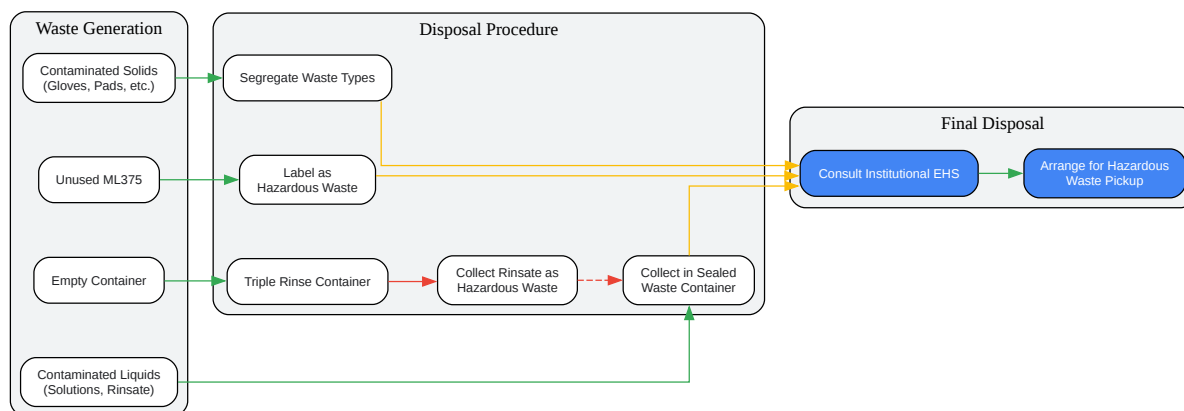 Waste Generation
Contaminated Solids
(Gloves, Pads, etc.)
Unused ML375
Empty Container
Contaminated Liquids
(Solutions, Rinsate)
Disposal Procedure
Segregate Waste Types
Label as
Hazardous Waste
Triple Rinse Container
Collect Rinsate as
Hazardous Waste
Collect in Sealed
Waste Container
Final Disposal
Consult Institutional EHS
Arrange for Hazardous
Waste Pickup